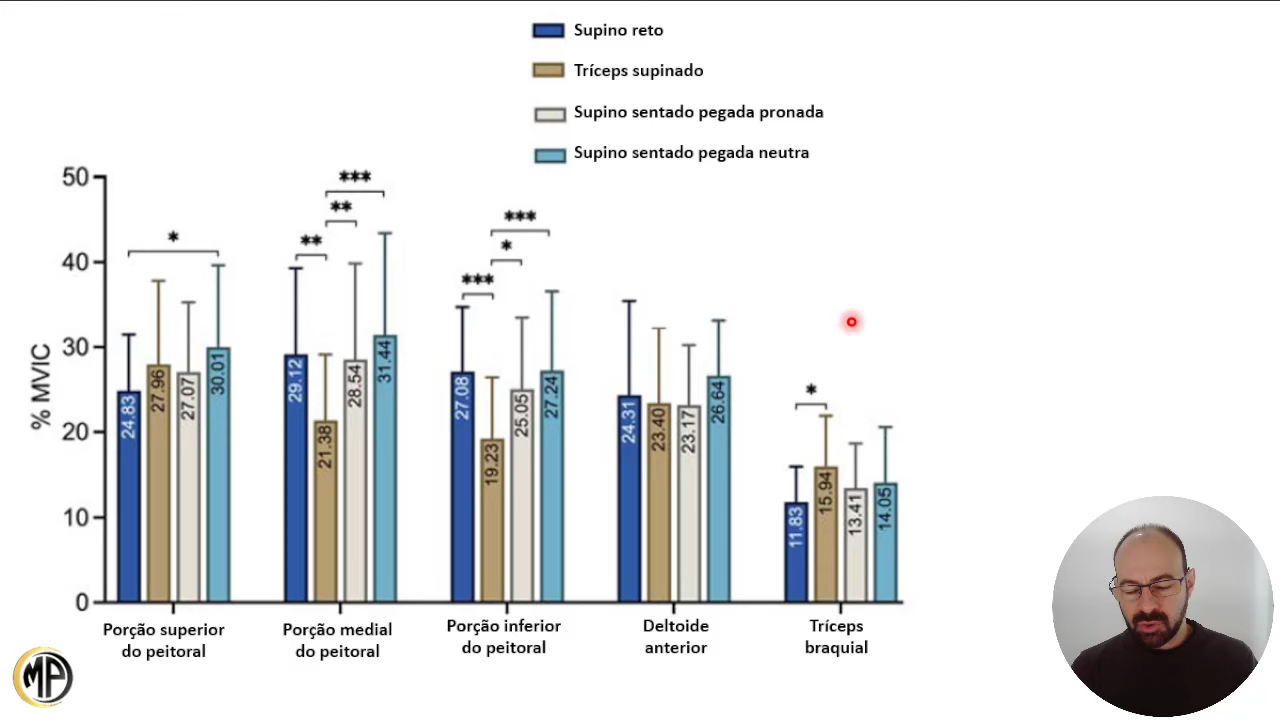 Supino reto
Tríceps supinado
Supino sentado pegada pronada
Supino sentado pegada neutra
% MVIC
50
40
30
20
10
0
*
**
**
***
***
*
***
*
24.83
27.96
27.07
30.01
29.12
21.38
28.54
31.44
27.08
19.23
25.05
27.24
24.31
23.40
23.17
26.64
11.83
15.94
13.41
14.05
Porção superior
do peitoral
Porção medial
do peitoral
Porção inferior
do peitoral
Deltoide
anterior
Tríceps
braquial
MP